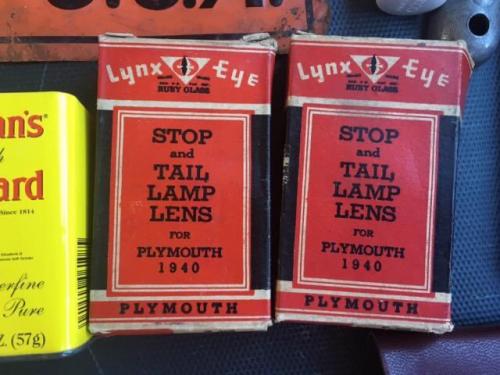 U.S.A.
an's
ard
Since 1814
erfine
Pure
Z. (57g)
Lynx Eye
RUBY GLASS
STOP
and
TAIL
LAMP
LENS
FOR
PLYMOUTH
1940
PLYMOUTH
Lynx Eye
RUBY GLASS
STOP
and
TAIL
LAMP
LENS
FOR
PLYMOUTH
1940
PLYMOUTH